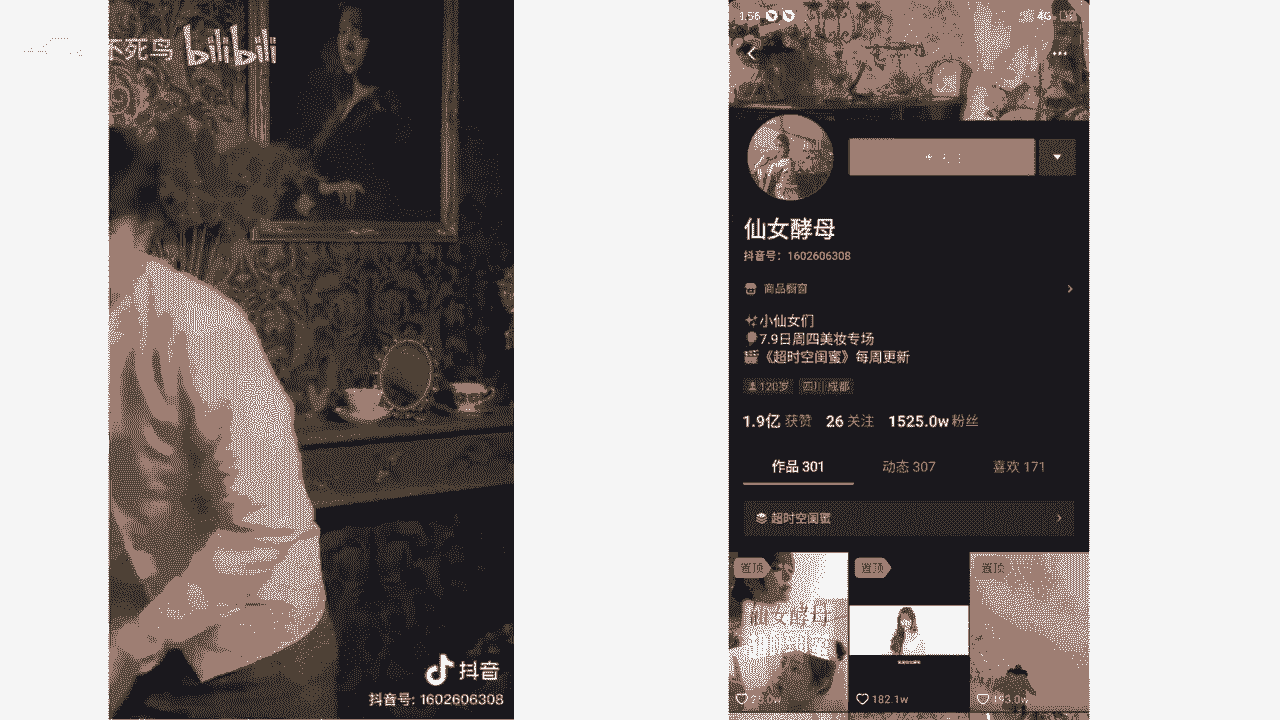 不死鸟 bilibili
抖音
抖音号: 1602606308
1:56
4G
仙女酵母
抖音号: 1602606308
商品橱窗
小仙女们
7.9日周四美妆专场
《超时空闺蜜》每周更新
120岁 四川·成都
1.9亿 获赞 26 关注 1525.0w 粉丝
作品 301 动态 307 喜欢 171
超时空闺蜜
置顶 置顶 置顶
仙女酵母
182.1w 193.0w